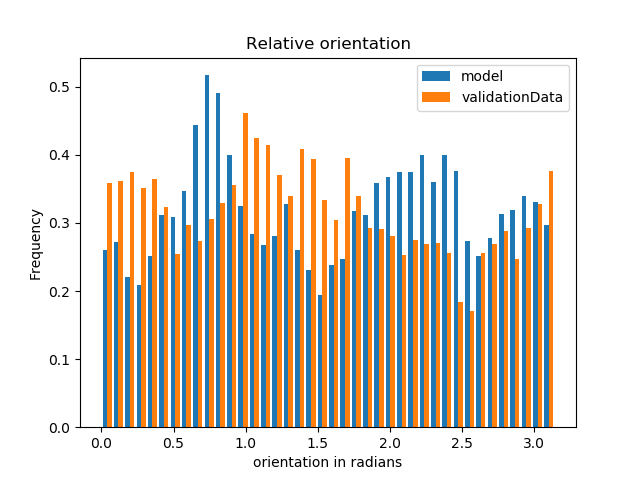 Relative orientation
model
validationData
Frequency
0.5
0.4
0.3
0.2
0.1
0.0
0.0 0.5 1.0 1.5 2.0 2.5 3.0
orientation in radians